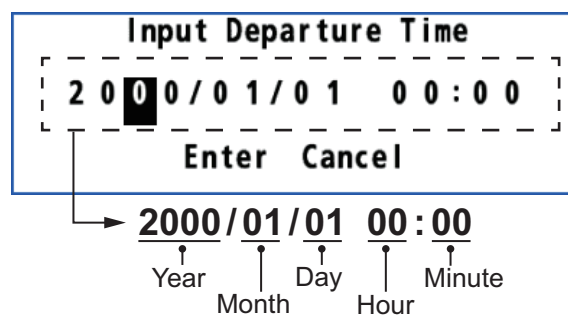 Input Departure Time
2000/01/01 00:00
Enter Cancel
2000/01/01 00:00
Year Day Minute
Month Hour